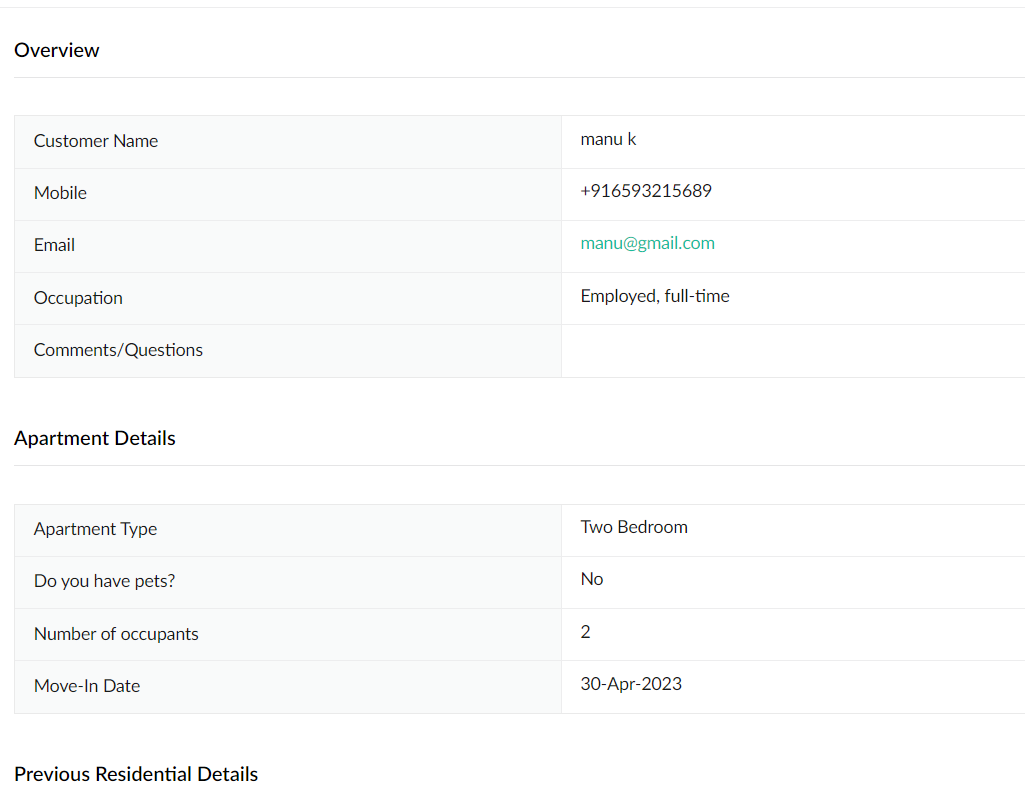 Overview
Customer Name manu k
Mobile +916593215689
Email manu@gmail.com
Occupation Employed, full-time
Comments/Questions
Apartment Details
Apartment Type Two Bedroom
Do you have pets? No
Number of occupants 2
Move-In Date 30-Apr-2023
Previous Residential Details